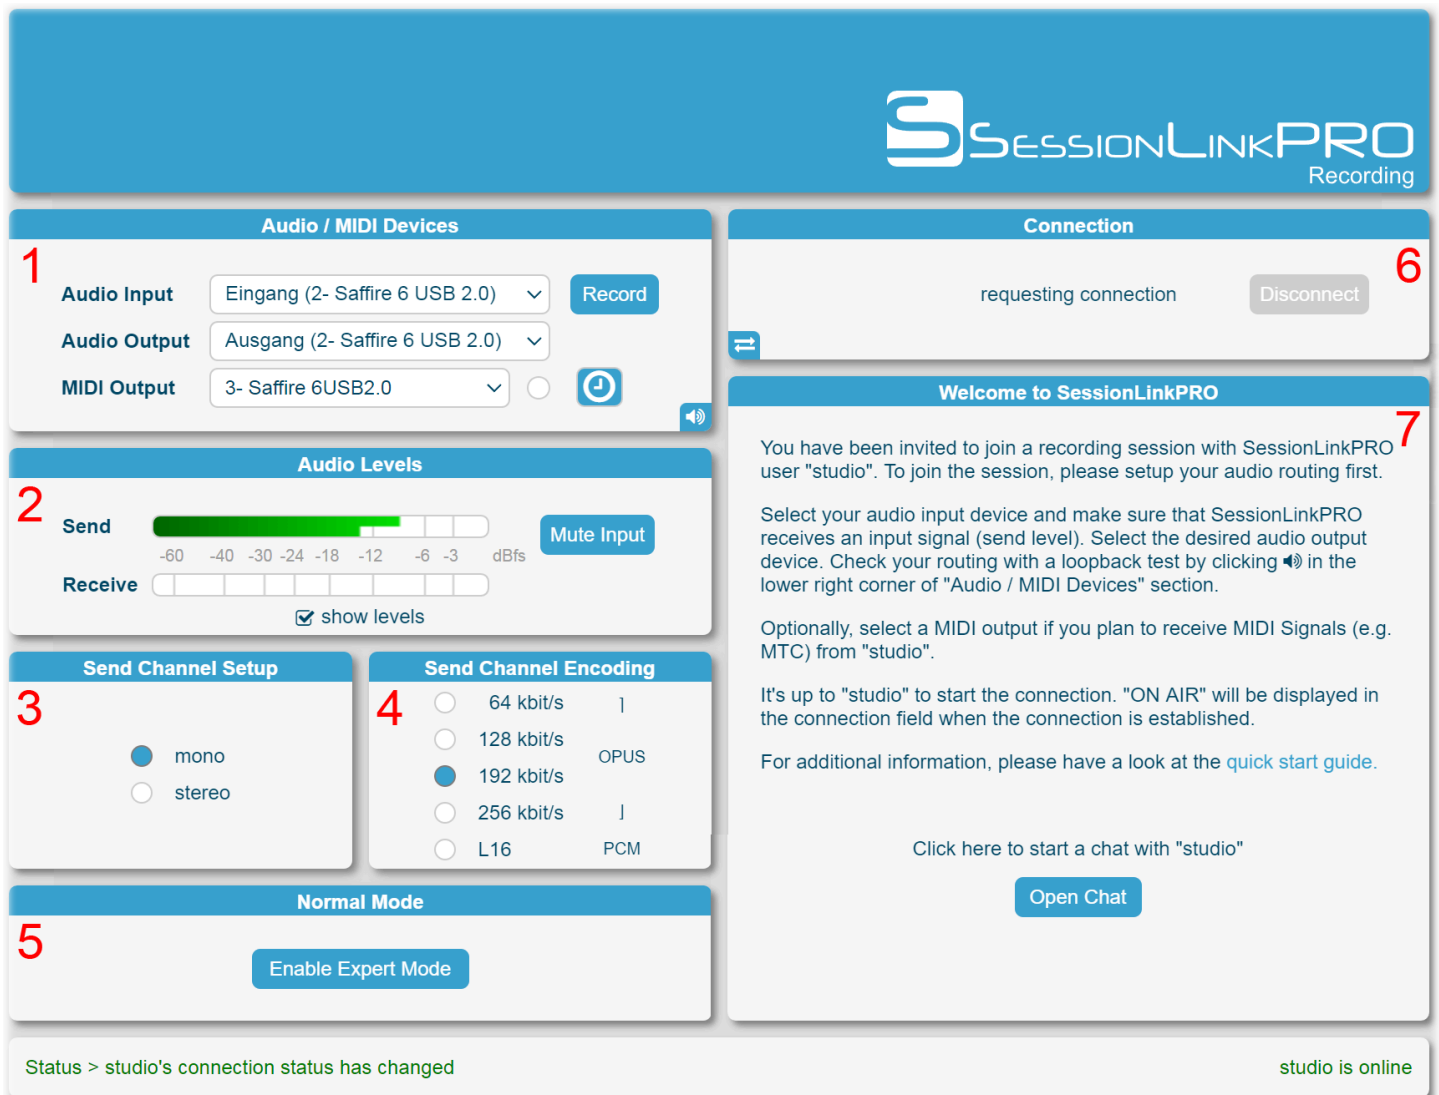 SESSIONLINKPRO
Recording
Audio / MIDI Devices
1
Audio Input
Eingang (2- Saffire 6 USB 2.0)
Record
Audio Output
Ausgang (2- Saffire 6 USB 2.0)
MIDI Output
3- Saffire 6USB2.0
Audio Levels
2
Send
Mute Input
-60 -40 -30 -24 -18 -12 -6 -3 dBfs
Receive
show levels
Send Channel Setup
3
mono
stereo
Send Channel Encoding
4
64 kbit/s
128 kbit/s
OPUS
192 kbit/s
256 kbit/s
L16 PCM
Normal Mode
5
Enable Expert Mode
Connection
6
requesting connection
Disconnect
Welcome to SessionLinkPRO
7
You have been invited to join a recording session with SessionLinkPRO
user "studio". To join the session, please setup your audio routing first.
Select your audio input device and make sure that SessionLinkPRO
receives an input signal (send level). Select the desired audio output
device. Check your routing with a loopback test by clicking in the
lower right corner of "Audio / MIDI Devices" section.
Optionally, select a MIDI output if you plan to receive MIDI Signals (e.g.
MTC) from "studio".
It's up to "studio" to start the connection. "ON AIR" will be displayed in
the connection field when the connection is established.
For additional information, please have a look at the quick start guide.
Click here to start a chat with "studio"
Open Chat
Status > studio's connection status has changed
studio is online